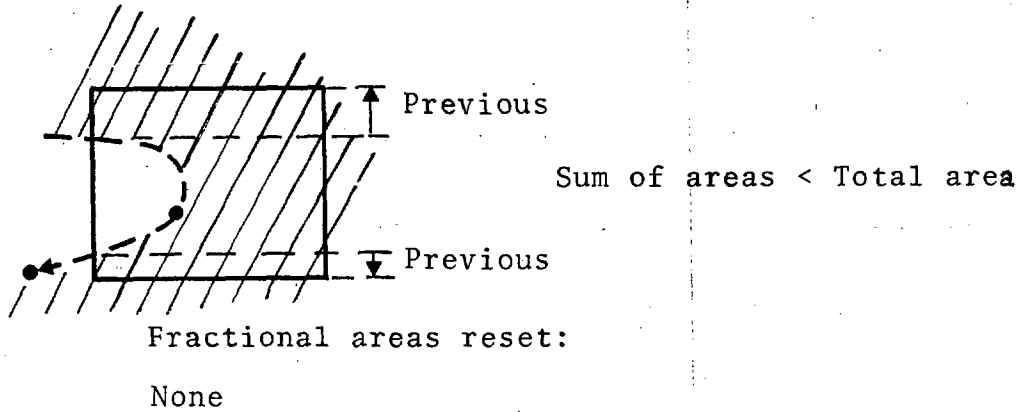 Previous
Sum of areas < Total area
Previous
Fractional areas reset:
None